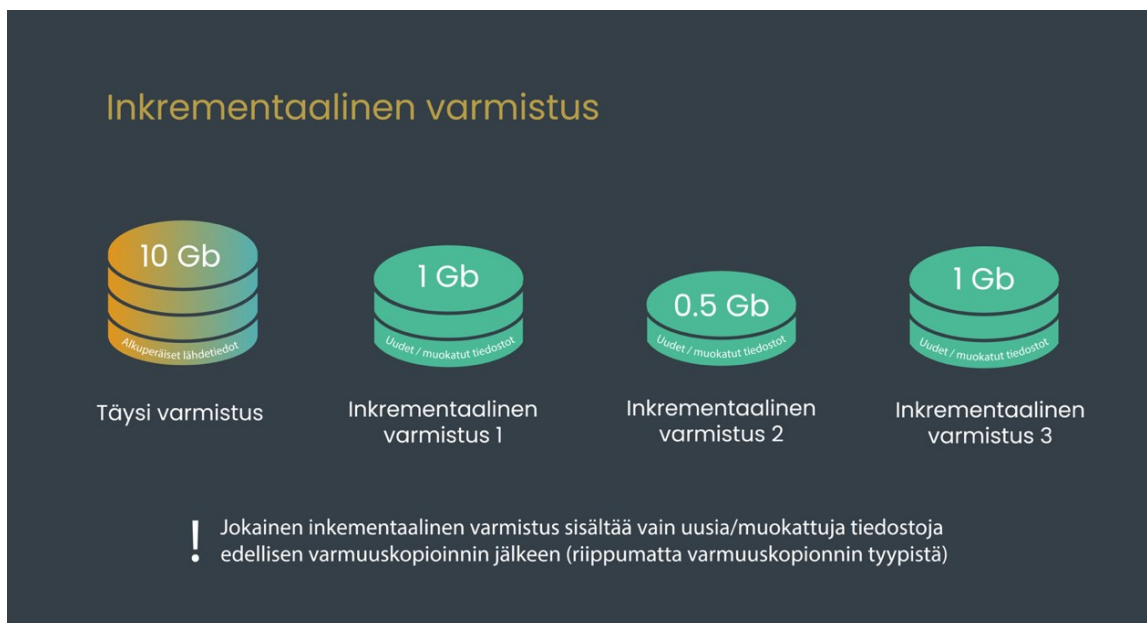 Inkrementaalinen varmistus
10 Gb
Alkuperäiset lähdetiedot
1 Gb
Uudet / muokatut tiedostot
0.5 Gb
Uudet / muokatut tiedostot
1 Gb
Uudet / muokatut tiedostot
Täysi varmistus
Inkrementaalinen
varmistus 1
Inkrementaalinen
varmistus 2
Inkrementaalinen
varmistus 3
! Jokainen inkementaalinen varmistus sisältää vain uusia/muokattuja tiedostoja
edellisen varmuuskopioinnin jälkeen (riippumatta varmuuskopionnin tyypistä)